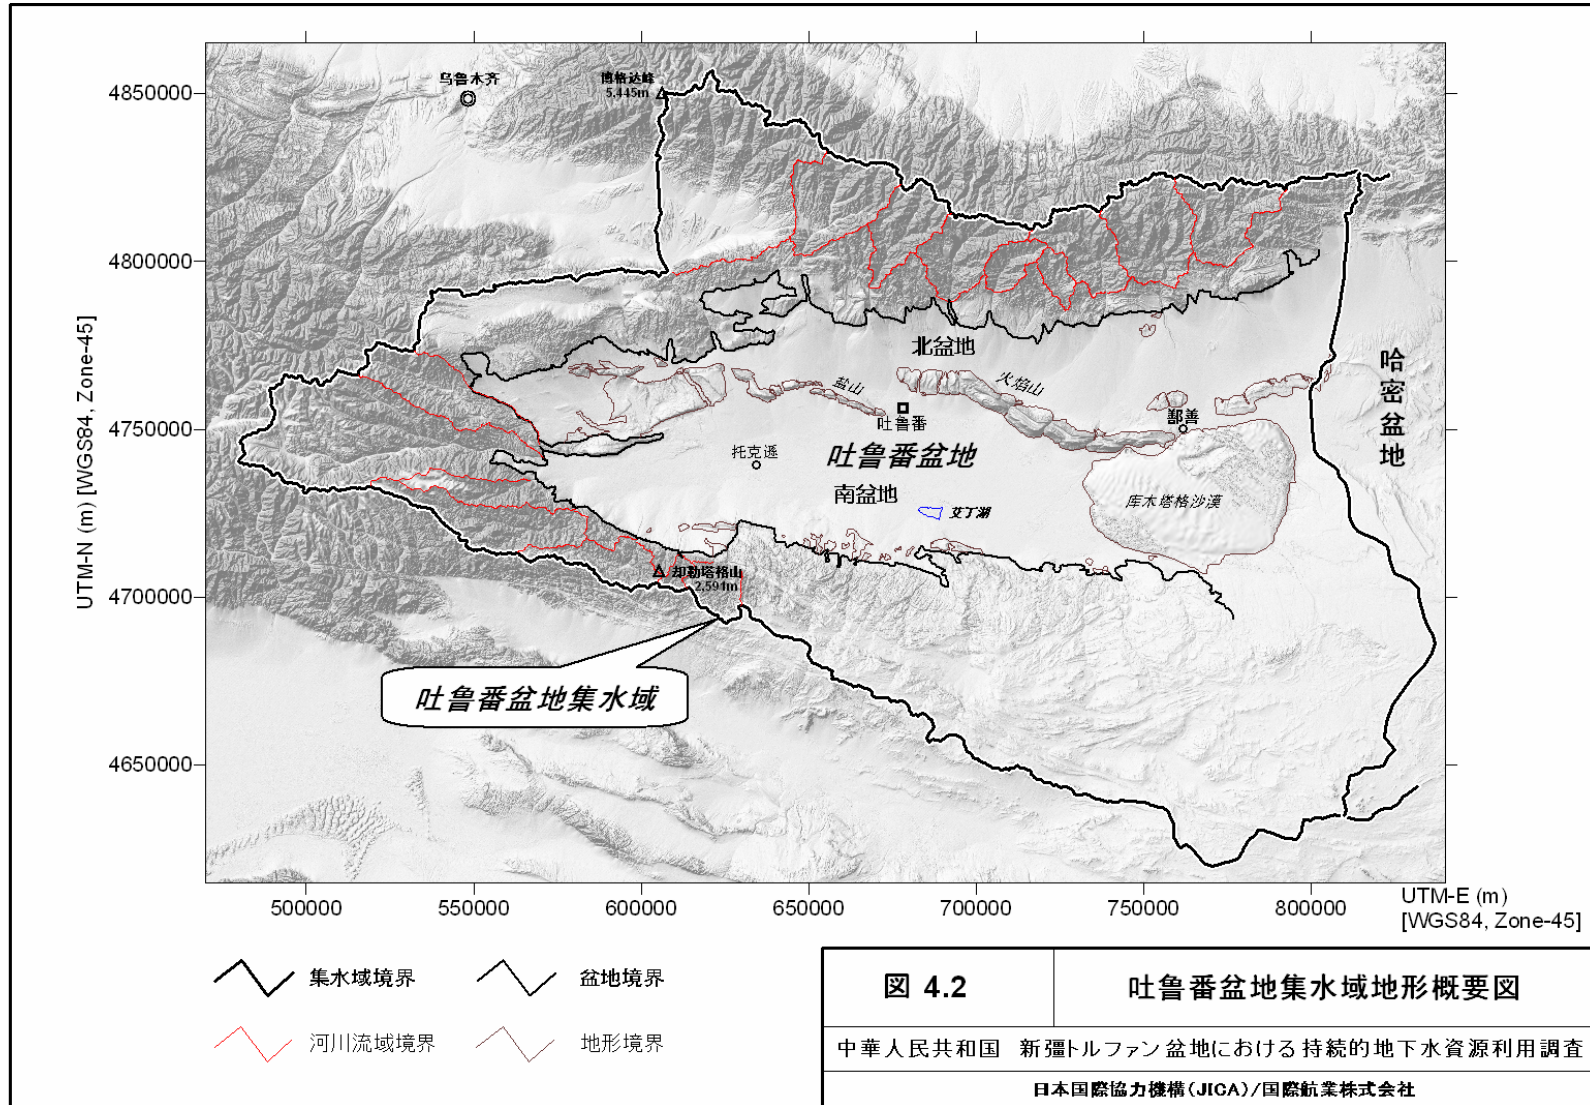 乌鲁木齐
博格达峰
5.445m
4850000
4800000
4750000
4700000
4650000
UTM-N (m) [WGS84, Zone-45]
北盆地
盐山
火焰山
吐鲁番
鄯善
托克逊
吐鲁番盆地
南盆地
艾丁湖
库木塔格沙漠
哈密盆地
却勒塔格山
2,594m
吐鲁番盆地集水域
500000 550000 600000 650000 700000 750000 800000
UTM-E (m)
[WGS84, Zone-45]
集水域境界
盆地境界
河川流域境界
地形境界
図 4.2
吐鲁番盆地集水域地形概要図
中華人民共和国 新疆トルファン盆地における持続的地下水資源利用調査
日本国際協力機構(JICA)/国際航業株式会社